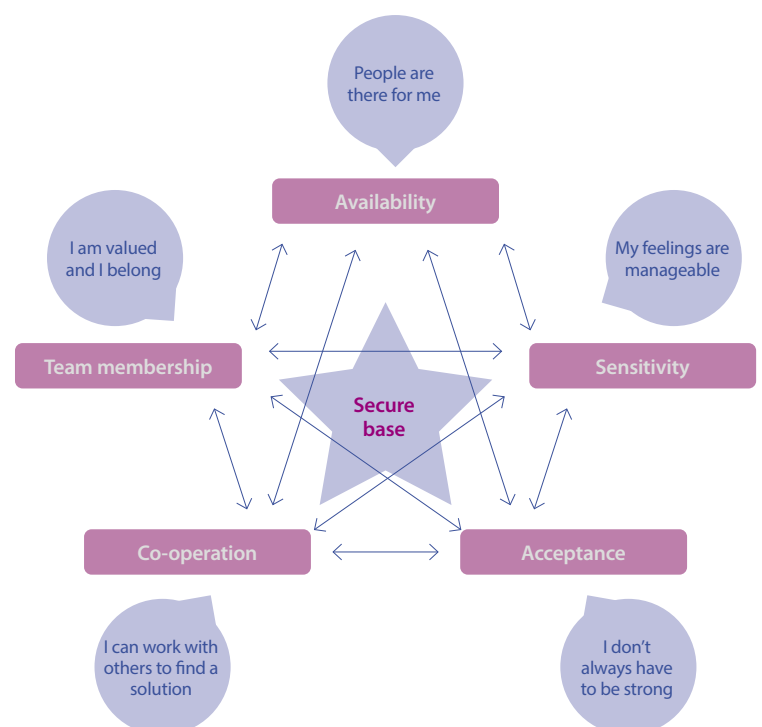 People are
there for me
Availability
I am valued
and I belong
My feelings are
manageable
Team membership
Sensitivity
Secure
base
Co-operation
Acceptance
I can work with
others to find a
solution
I don’t
always have
to be strong